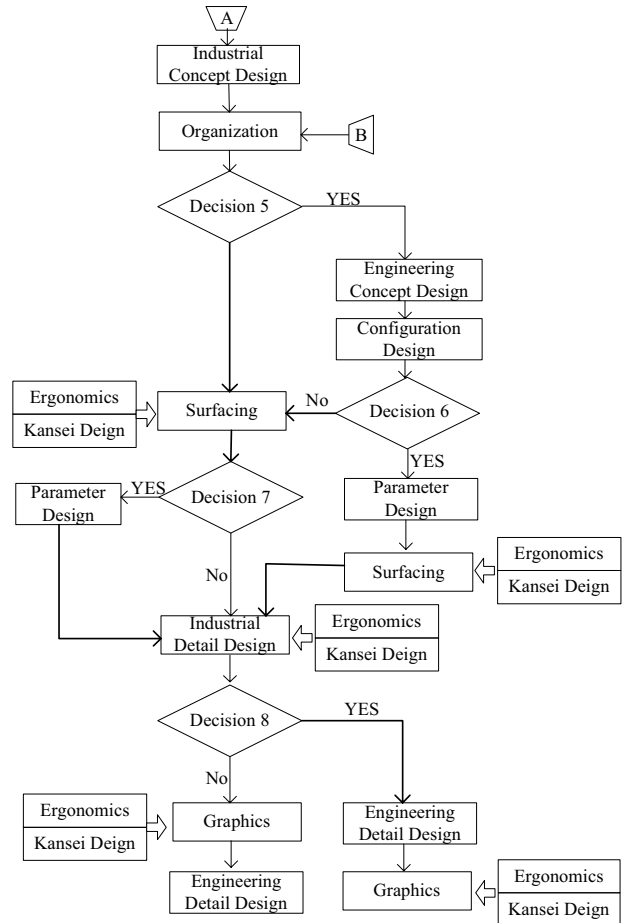 A
Industrial
Concept Design
Organization
B
Decision 5
YES
Engineering
Concept Design
Configuration
Design
Ergonomics
Kansei Deign
Surfacing
No
Decision 6
YES
YES
Parameter
Design
Decision 7
Parameter
Design
No
Surfacing
Ergonomics
Kansei Deign
Industrial
Detail Design
Ergonomics
Kansei Deign
Decision 8
YES
No
Ergonomics
Kansei Deign
Graphics
Engineering
Detail Design
Engineering
Detail Design
Graphics
Ergonomics
Kansei Deign